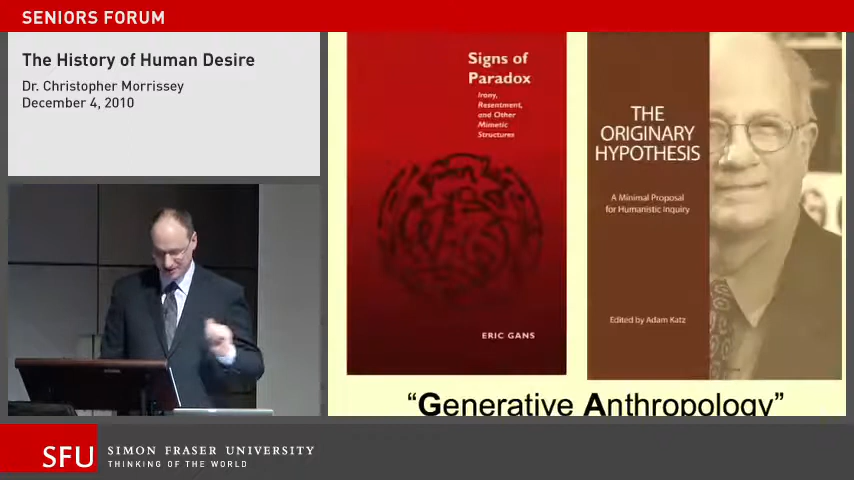 SENIORS FORUM
The History of Human Desire
Dr. Christopher Morrissey
December 4, 2010
Signs of
Paradox
Irony,
Resentment,
and Other
Mimetic
Structures
ERIC GANS
THE
ORIGINARY
HYPOTHESIS
A Minimal Proposal
for Humanistic Inquiry
Edited by Adam Katz
“Generative Anthropology”
SFU
SIMON FRASER UNIVERSITY
THINKING OF THE WORLD